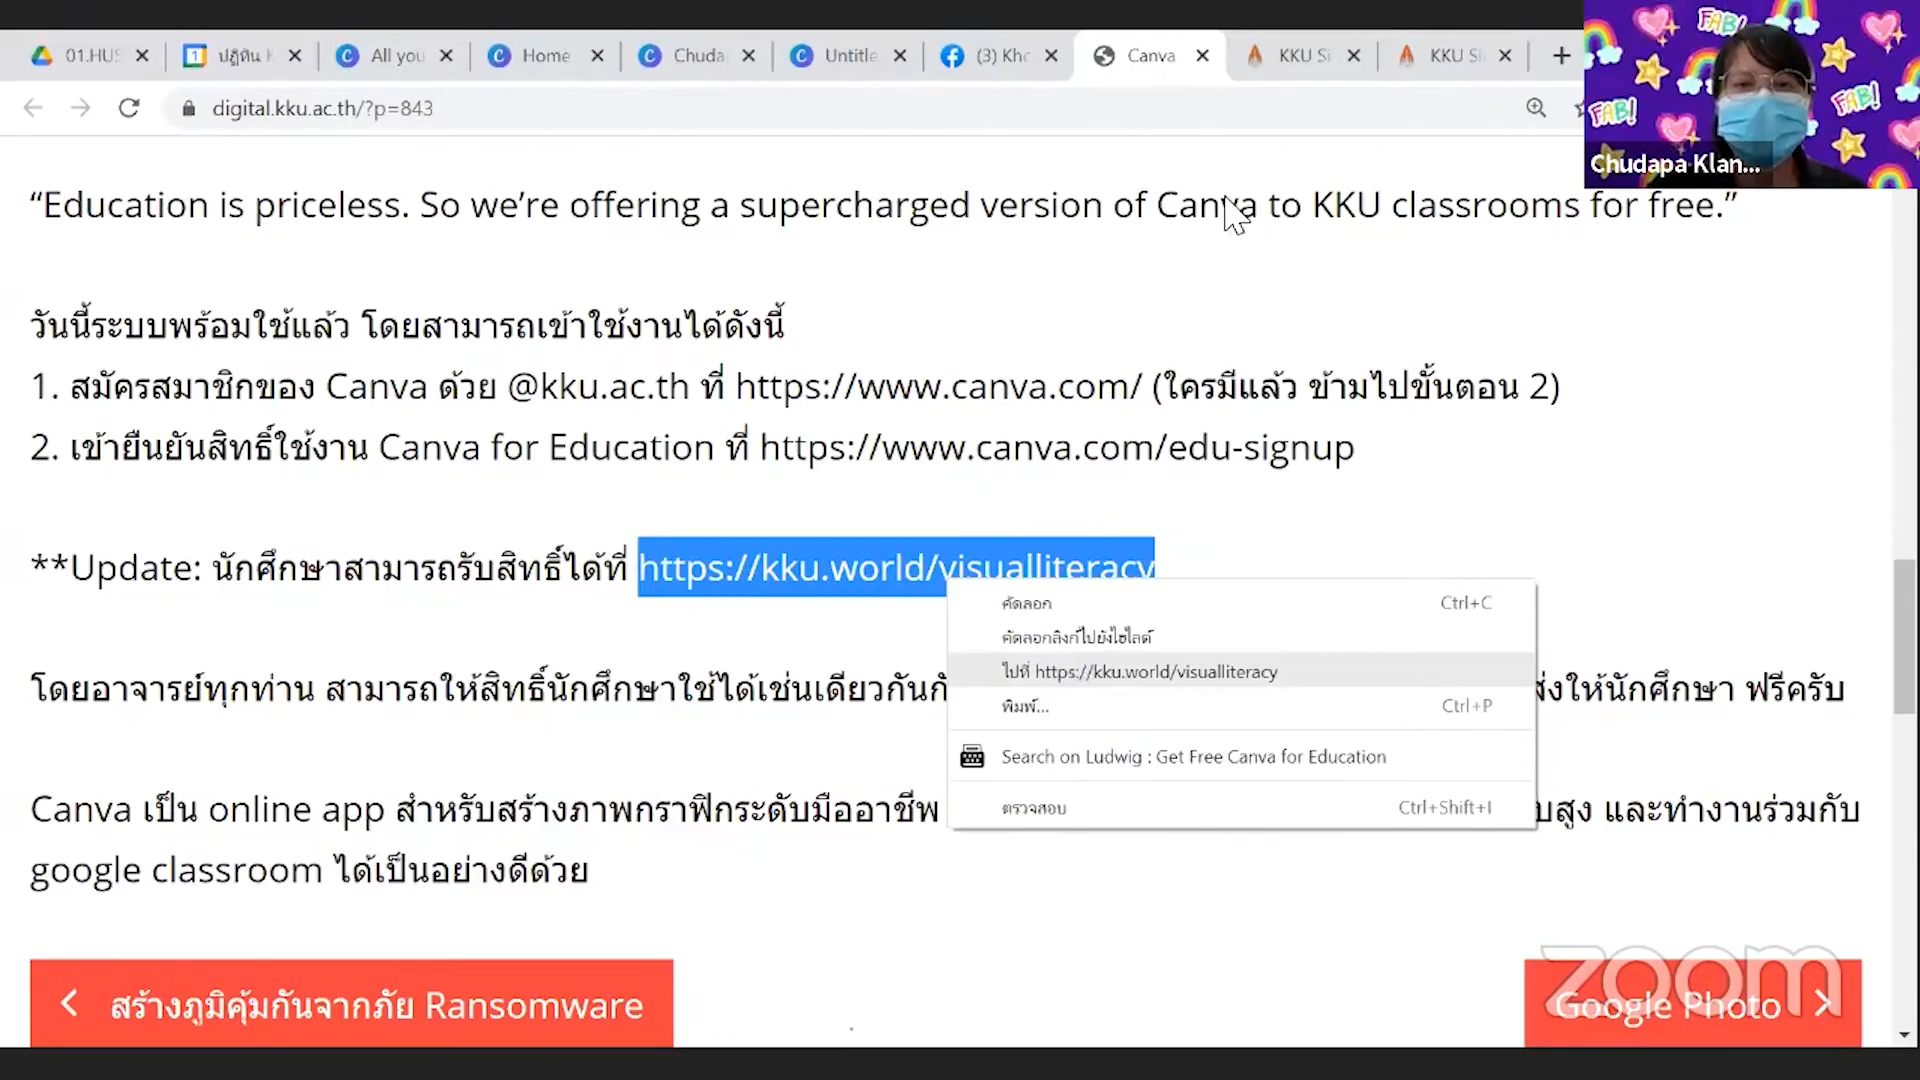 01.HUS
ปฏิทิน K
All you
Home
Chuda
Untitle
(3) Kho
Canva
KKU Si
KKU Si
digital.kku.ac.th/?p=843
FAB!
FAB!
FAB!
Chudapa Klan...
“Education is priceless. So we’re offering a supercharged version of Canva to KKU classrooms for free.”
วันนี้ระบบพร้อมใช้แล้ว โดยสามารถเข้าใช้งานได้ดังนี้
1. สมัครสมาชิกของ Canva ด้วย @kku.ac.th ที่ https://www.canva.com/ (ใครมีแล้ว ข้ามไปขั้นตอน 2)
2. เข้ายืนยันสิทธิ์ใช้งาน Canva for Education ที่ https://www.canva.com/edu-signup
**Update: นักศึกษาสามารถรับสิทธิ์ได้ที่ https://kku.world/visualliteracy
คัดลอก Ctrl+C
คัดลอกลิงก์ไปยังไฮไลต์
ไปที่ https://kku.world/visualliteracy
พิมพ์... Ctrl+P
Search on Ludwig : Get Free Canva for Education
ตรวจสอบ Ctrl+Shift+I
โดยอาจารย์ทุกท่าน สามารถให้สิทธิ์นักศึกษาใช้ได้เช่นเดียวกัน ส่งให้นักศึกษา ฟรีครับ
Canva เป็น online app สำหรับสร้างภาพกราฟิกระดับมืออาชีพ บสูง และทำงานร่วมกับ
google classroom ได้เป็นอย่างดีด้วย
สร้างภูมิคุ้มกันจากภัย Ransomware
Google Photo
zoom